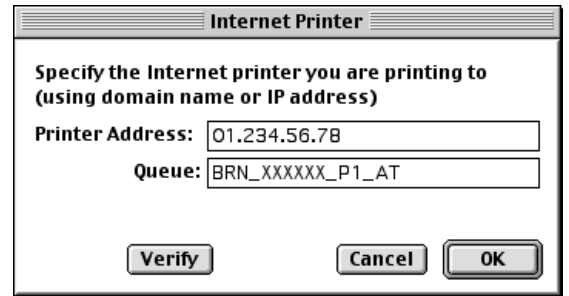 Internet Printer
Specify the Internet printer you are printing to
(using domain name or IP address)
Printer Address: 01.234.56.78
Queue: BRN_XXXXXX_P1_AT
Verify Cancel OK